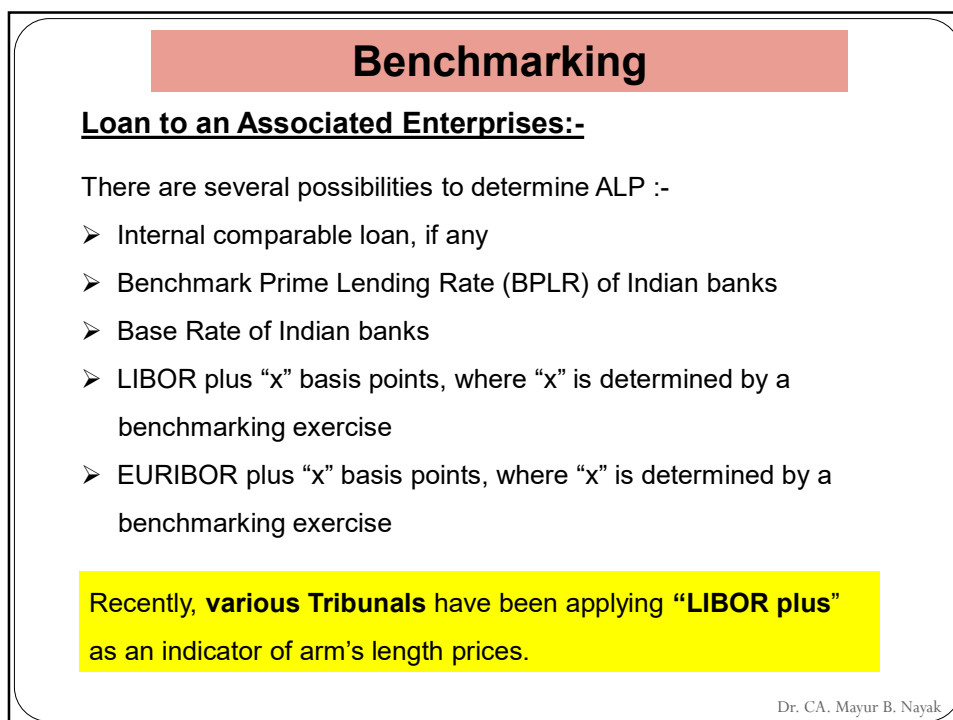 Benchmarking
Loan to an Associated Enterprises:-
There are several possibilities to determine ALP :-
➢ Internal comparable loan, if any
➢ Benchmark Prime Lending Rate (BPLR) of Indian banks
➢ Base Rate of Indian banks
➢ LIBOR plus “x” basis points, where “x” is determined by a
benchmarking exercise
➢ EURIBOR plus “x” basis points, where “x” is determined by a
benchmarking exercise
Recently, various Tribunals have been applying “LIBOR plus”
as an indicator of arm’s length prices.
Dr. CA. Mayur B. Nayak